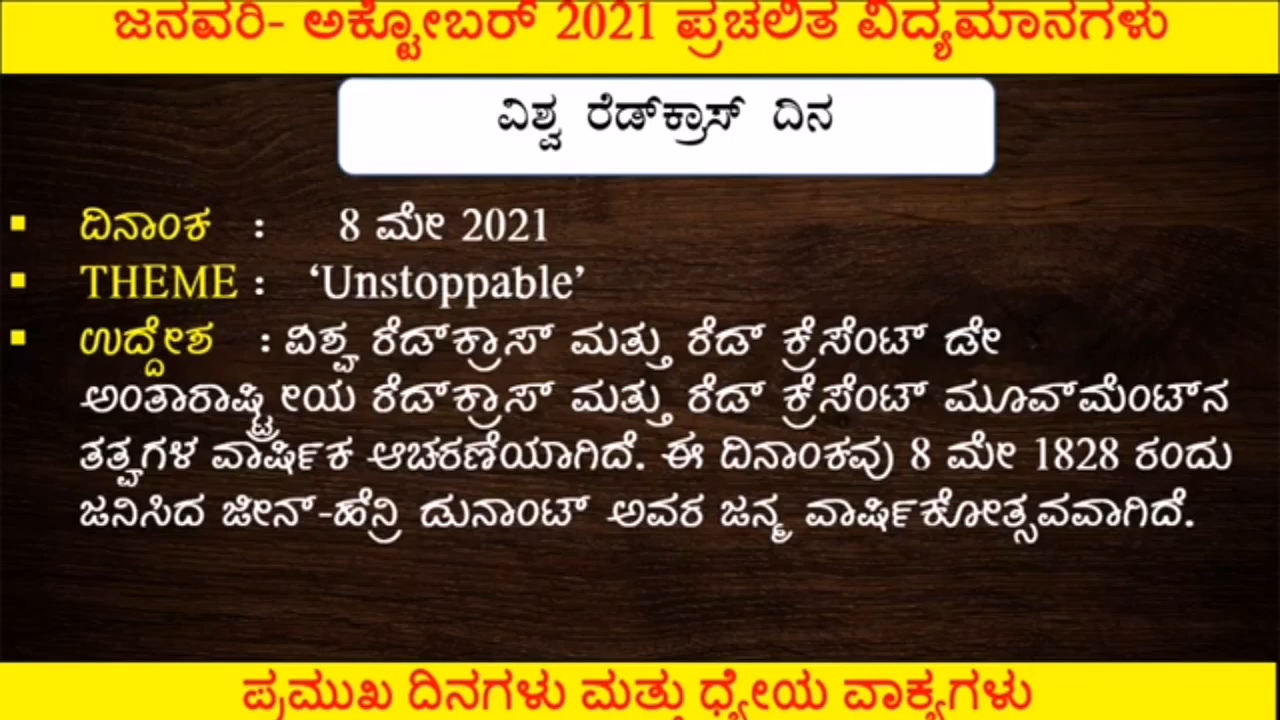 ಜನವರಿ- ಅಕ್ಟೋಬರ್ 2021 ಪ್ರಚಲಿತ ವಿದ್ಯಮಾನಗಳು
ವಿಶ್ವ ರೆಡ್‌ಕ್ರಾಸ್ ದಿನ
▪ ದಿನಾಂಕ : 8 ಮೇ 2021
▪ THEME : ‘Unstoppable’
▪ ಉದ್ದೇಶ : ವಿಶ್ವ ರೆಡ್‌ಕ್ರಾಸ್ ಮತ್ತು ರೆಡ್ ಕ್ರೆಸೆಂಟ್ ಡೇ
ಅಂತಾರಾಷ್ಟ್ರೀಯ ರೆಡ್‌ಕ್ರಾಸ್ ಮತ್ತು ರೆಡ್ ಕ್ರೆಸೆಂಟ್ ಮೂವ್‌ಮೆಂಟ್‌ನ
ತತ್ವಗಳ ವಾರ್ಷಿಕ ಆಚರಣೆಯಾಗಿದೆ. ಈ ದಿನಾಂಕವು 8 ಮೇ 1828 ರಂದು
ಜನಿಸಿದ ಜೀನ್-ಹೆನ್ರಿ ಡುನಾಂಟ್ ಅವರ ಜನ್ಮ ವಾರ್ಷಿಕೋತ್ಸವವಾಗಿದೆ.
ಪ್ರಮುಖ ದಿನಗಳು ಮತ್ತು ಧ್ಯೇಯ ವಾಕ್ಯಗಳು